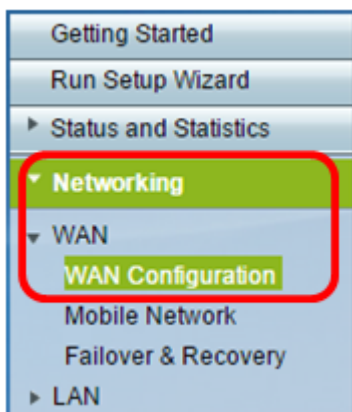 Getting Started
Run Setup Wizard
Status and Statistics
Networking
WAN
WAN Configuration
Mobile Network
Failover & Recovery
LAN